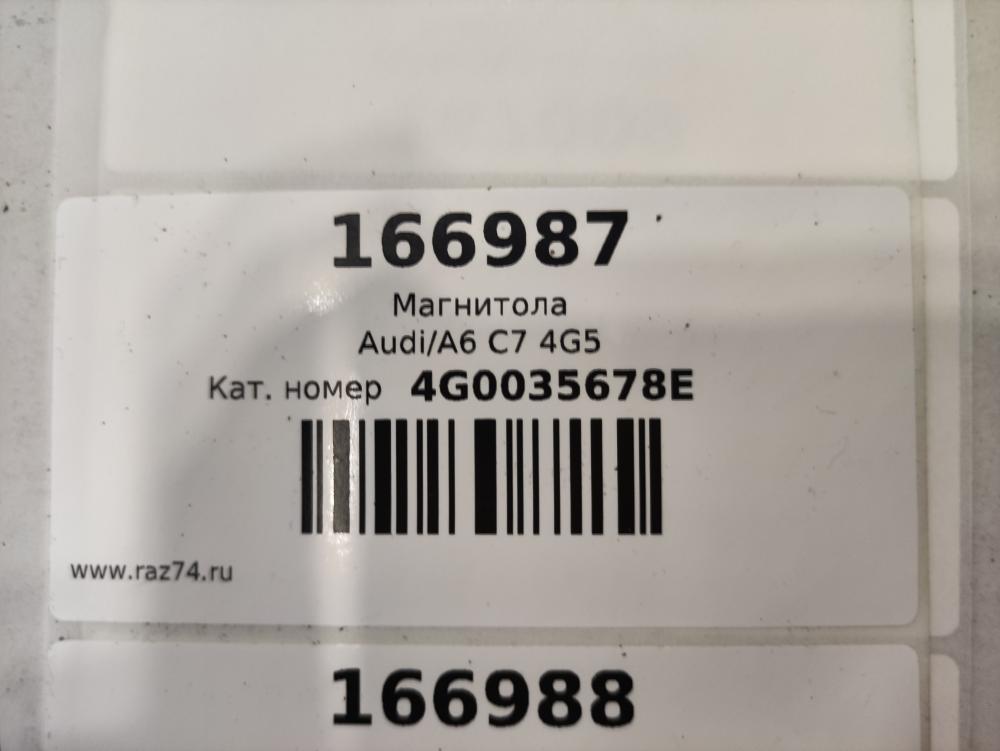 166987
Магнитола
Audi/A6 C7 4G5
Кат. номер 4G0035678E
www.raz74.ru
166988